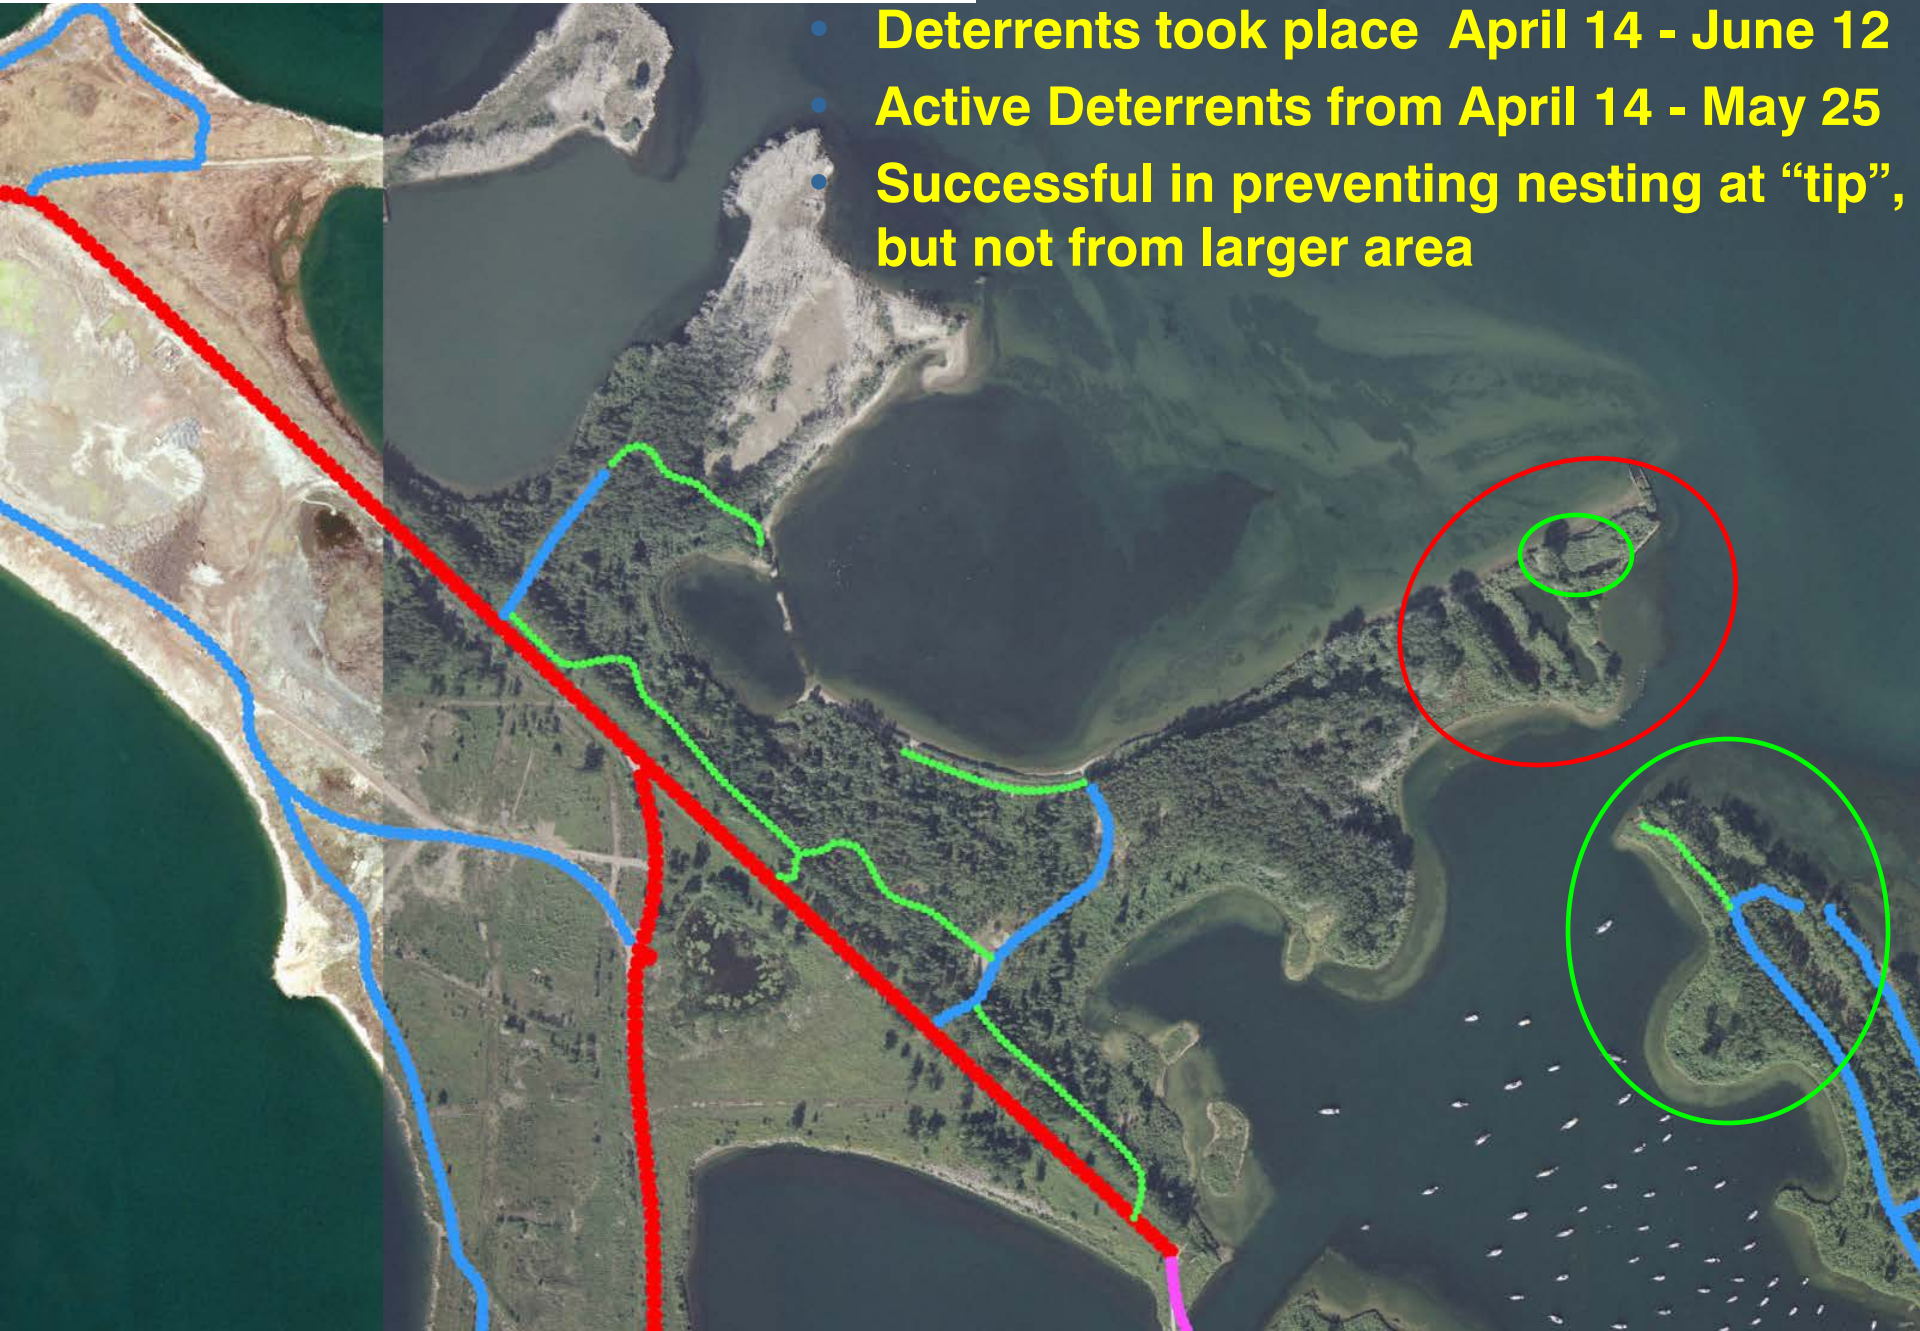 Deterrents took place April 14 - June 12
Active Deterrents from April 14 - May 25
Successful in preventing nesting at “tip”,
but not from larger area